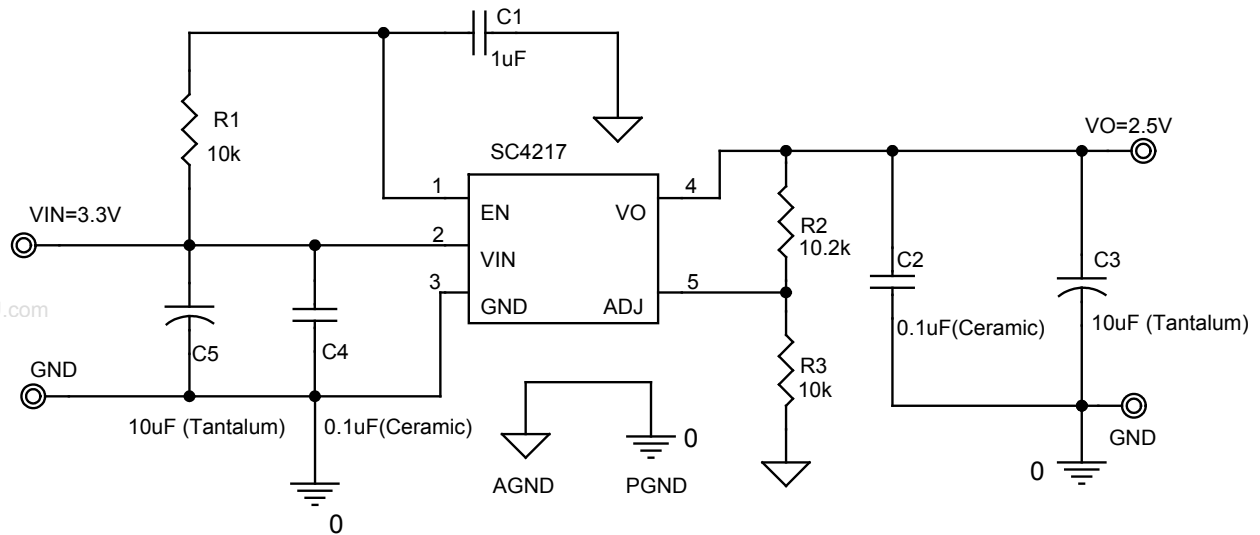 C1
1uF
R1
10k
SC4217
VO=2.5V
1
4
EN
VO
VIN=3.3V
2
VIN
R2
10.2k
C2
C3
3
5
GND
ADJ
.com
0.1uF(Ceramic)
10uF (Tantalum)
C5
C4
R3
10k
GND
10uF (Tantalum)
0.1uF(Ceramic)
0
GND
AGND
PGND
0
0